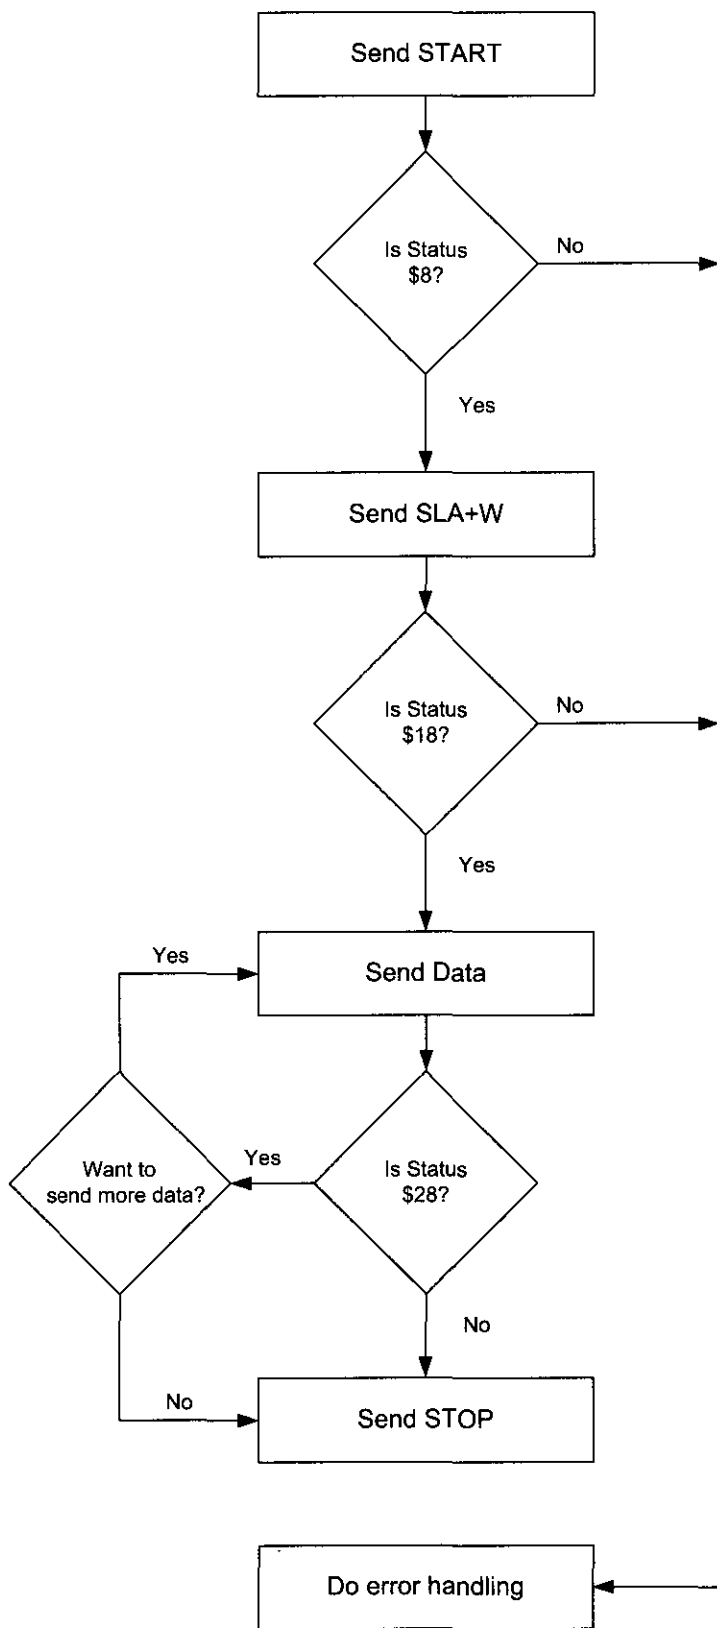 Send START
Is Status
$8?
No
Yes
Send SLA+W
Is Status
$18?
No
Yes
Yes
Send Data
Want to
send more data?
Yes
Is Status
$28?
No
No
Send STOP
Do error handling